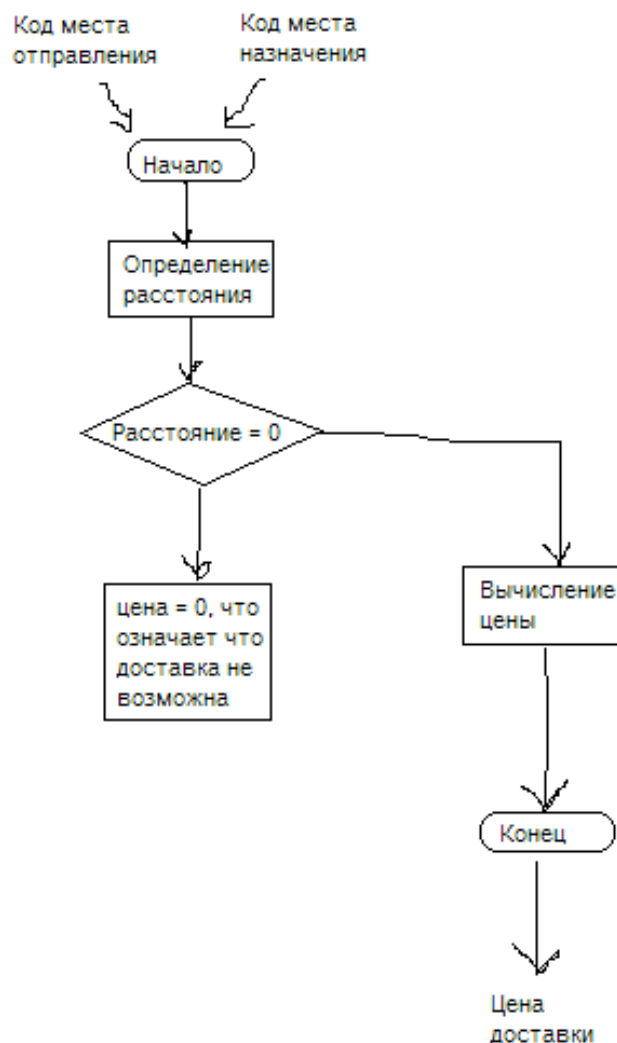 Код места
отправления
Код места
назначения
Начало
Определение
расстояния
Расстояние = 0
цена = 0, что
означает что
доставка не
возможна
Вычисление
цены
Конец
Цена
доставки